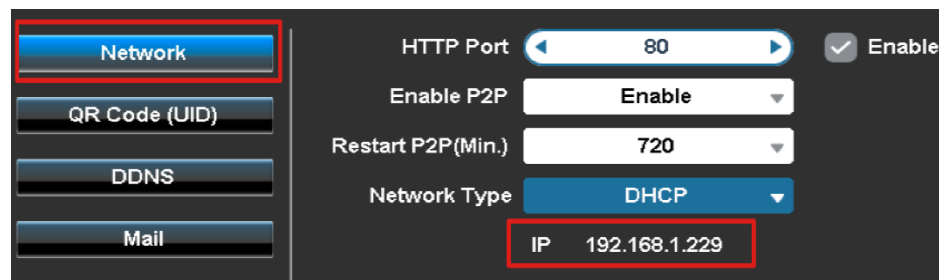 Network
QR Code (UID)
DDNS
Mail
HTTP Port 80 Enable
Enable P2P Enable
Restart P2P(Min.) 720
Network Type DHCP
IP 192.168.1.229